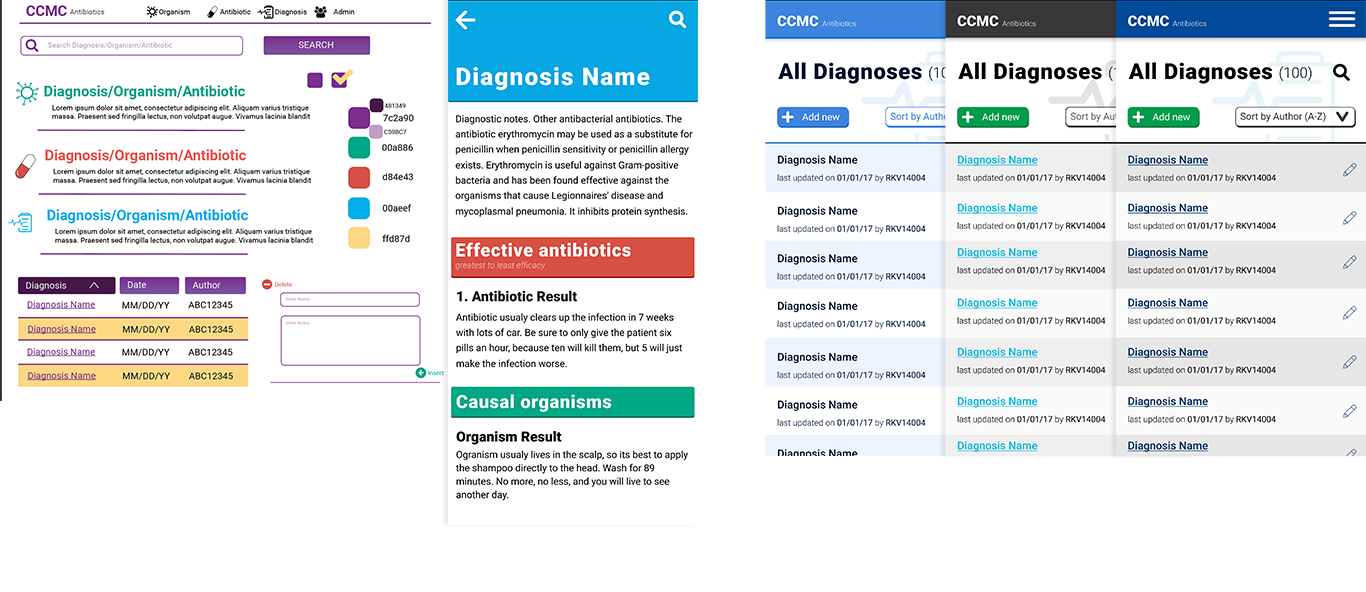 CCMC Antibiotics
Organism
Antibiotic
Diagnosis
Admin
Search Diagnosis/Organism/Antibiotic
SEARCH
Diagnosis/Organism/Antibiotic
Lorem ipsum dolor sit amet, consectetur adipiscing elit. Aliquam varius tristique
massa. Praesent sed fringilla lectus, non volutpat augue. Vivamus lacinia blandit
Diagnosis/Organism/Antibiotic
Lorem ipsum dolor sit amet, consectetur adipiscing elit. Aliquam varius tristique
massa. Praesent sed fringilla lectus, non volutpat augue. Vivamus lacinia blandit
Diagnosis/Organism/Antibiotic
Lorem ipsum dolor sit amet, consectetur adipiscing elit. Aliquam varius tristique
massa. Praesent sed fringilla lectus, non volutpat augue. Vivamus lacinia blandit
481349
7c2a90
C598C7
00a886
d84e43
00aeef
ffd87d
Diagnosis Date Author
Diagnosis Name MM/DD/YY ABC12345
Diagnosis Name MM/DD/YY ABC12345
Diagnosis Name MM/DD/YY ABC12345
Diagnosis Name MM/DD/YY ABC12345
Delete
Enter Name
Enter Notes
Insert
Diagnosis Name
Diagnostic notes. Other antibacterial antibiotics. The
antibiotic erythromycin may be used as a substitute for
penicillin when penicillin sensitivity or penicillin allergy
exists. Erythromycin is useful against Gram-positive
bacteria and has been found effective against the
organisms that cause Legionnaires' disease and
mycoplasmal pneumonia. It inhibits protein synthesis.
Effective antibiotics
greatest to least efficacy
1. Antibiotic Result
Antibiotic usualy clears up the infection in 7 weeks
with lots of car. Be sure to only give the patient six
pills an hour, because ten will kill them, but 5 will just
make the infection worse.
Causal organisms
Organism Result
Ogranism usualy lives in the scalp, so its best to apply
the shampoo directly to the head. Wash for 89
minutes. No more, no less, and you will live to see
another day.
CCMC Antibiotics
All Diagnoses (10
Add new
Sort by Autho
Diagnosis Name
last updated on 01/01/17 by RKV14004
Diagnosis Name
last updated on 01/01/17 by RKV14004
Diagnosis Name
last updated on 01/01/17 by RKV14004
Diagnosis Name
last updated on 01/01/17 by RKV14004
Diagnosis Name
last updated on 01/01/17 by RKV14004
Diagnosis Name
last updated on 01/01/17 by RKV14004
Diagnosis Name
CCMC Antibiotics
All Diagnoses (
Add new
Sort by Aut
Diagnosis Name
last updated on 01/01/17 by RKV14004
Diagnosis Name
last updated on 01/01/17 by RKV14004
Diagnosis Name
last updated on 01/01/17 by RKV14004
Diagnosis Name
last updated on 01/01/17 by RKV14004
Diagnosis Name
last updated on 01/01/17 by RKV14004
Diagnosis Name
last updated on 01/01/17 by RKV14004
Diagnosis Name
CCMC Antibiotics
All Diagnoses (100)
Add new
Sort by Author (A-Z)
Diagnosis Name
last updated on 01/01/17 by RKV14004
Diagnosis Name
last updated on 01/01/17 by RKV14004
Diagnosis Name
last updated on 01/01/17 by RKV14004
Diagnosis Name
last updated on 01/01/17 by RKV14004
Diagnosis Name
last updated on 01/01/17 by RKV14004
Diagnosis Name
last updated on 01/01/17 by RKV14004
Diagnosis Name